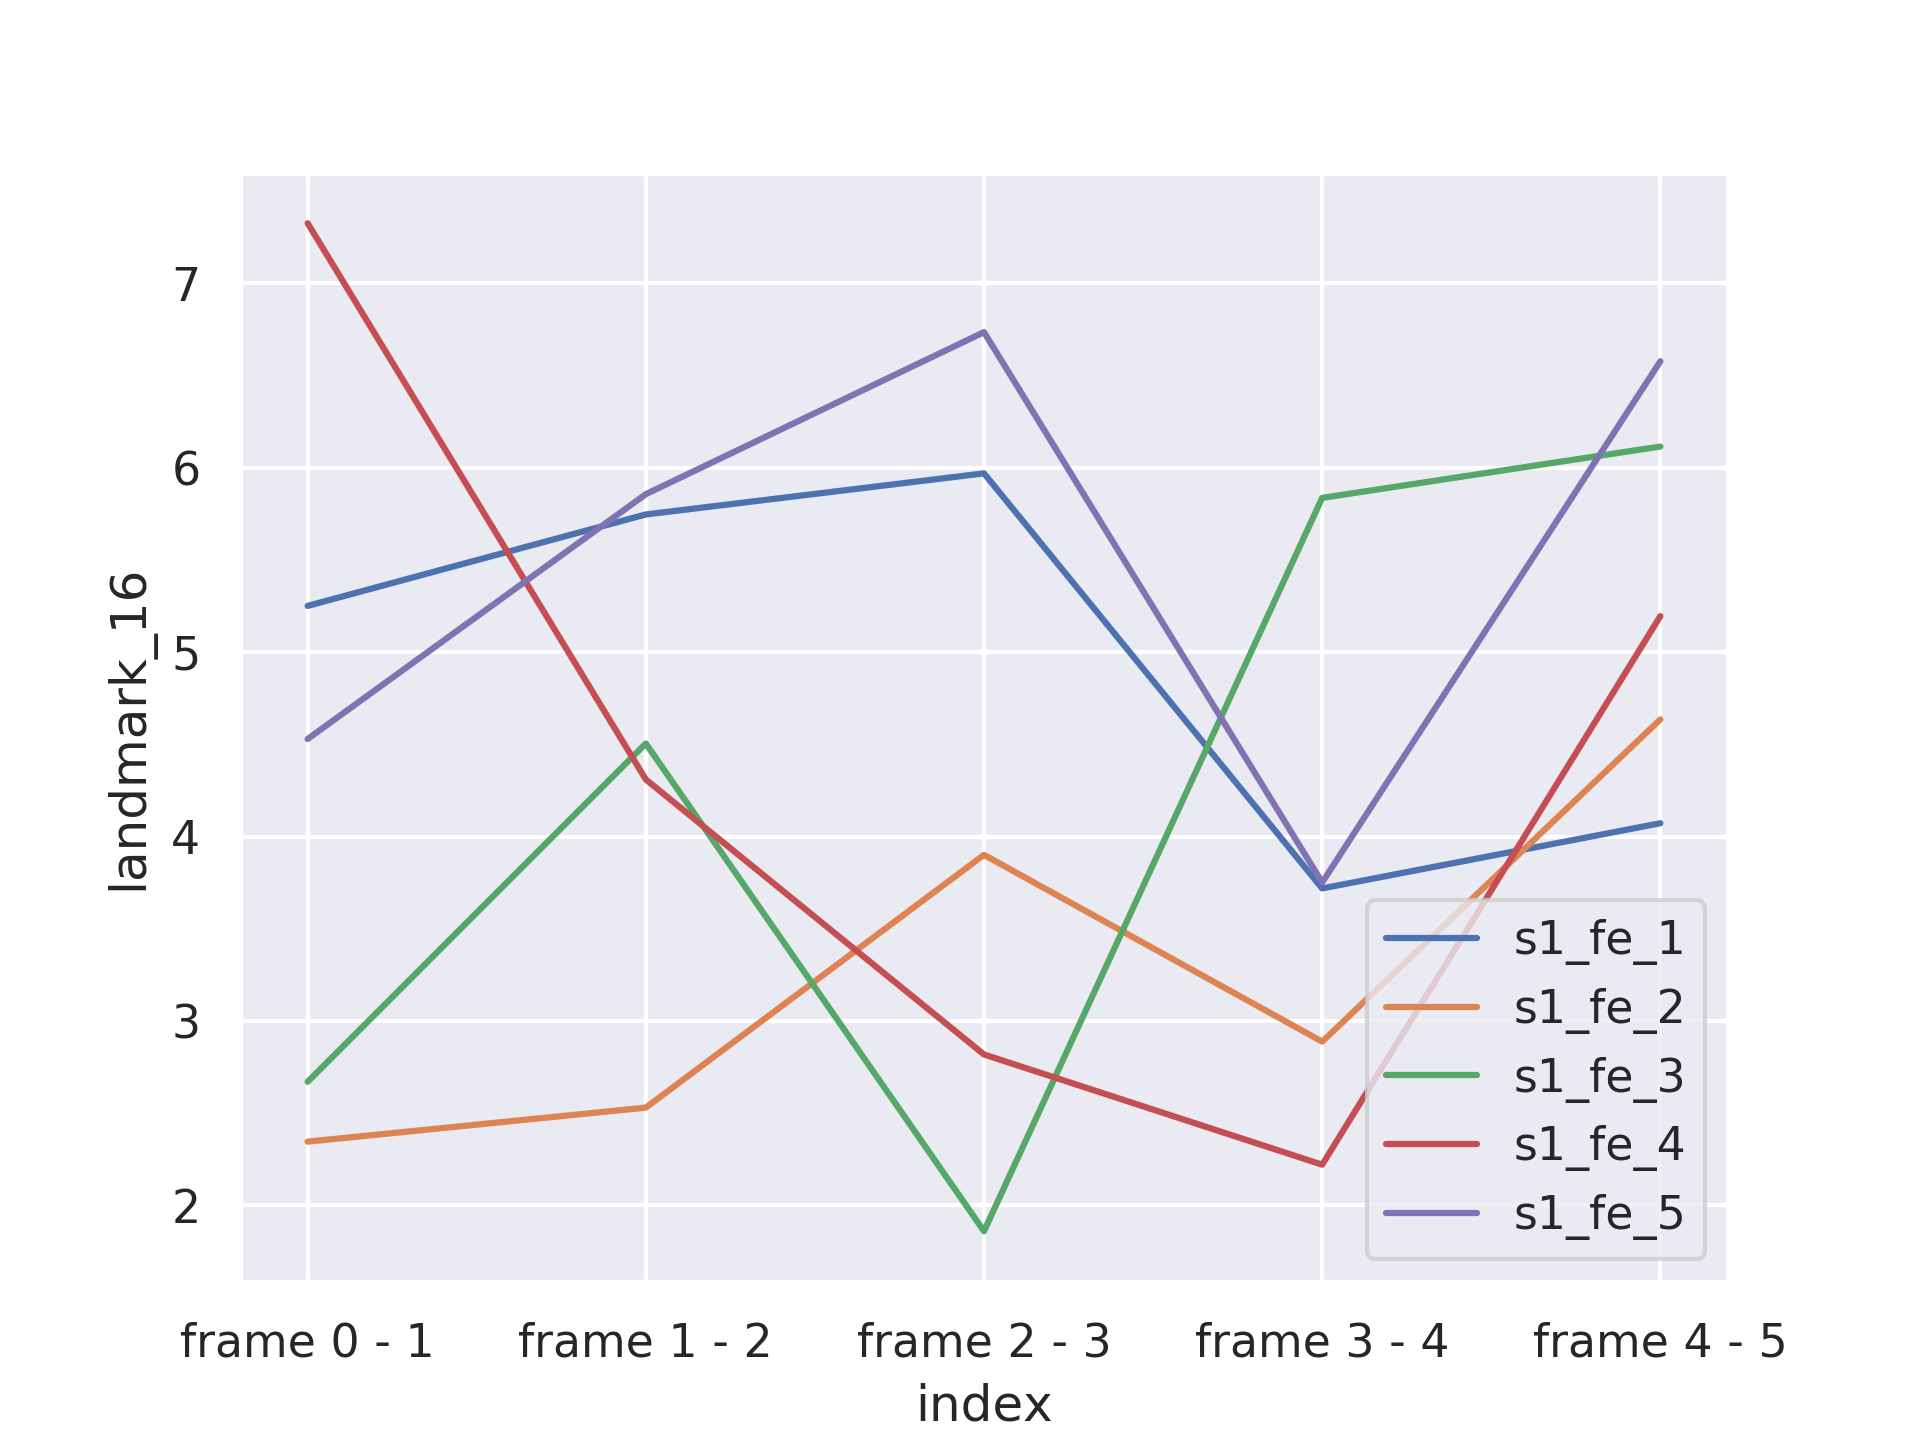 landmark_16
7
6
5
4
3
2
s1_fe_1
s1_fe_2
s1_fe_3
s1_fe_4
s1_fe_5
frame 0 - 1 frame 1 - 2 frame 2 - 3 frame 3 - 4 frame 4 - 5
index